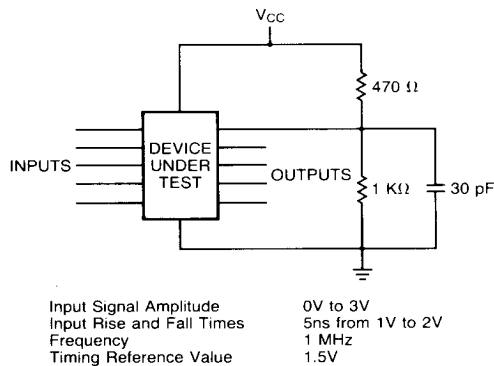 VCC
470 Ω
INPUTS
DEVICE
UNDER
TEST
OUTPUTS
1 KΩ
30 pF
Input Signal Amplitude 0V to 3V
Input Rise and Fall Times 5ns from 1V to 2V
Frequency 1 MHz
Timing Reference Value 1.5V